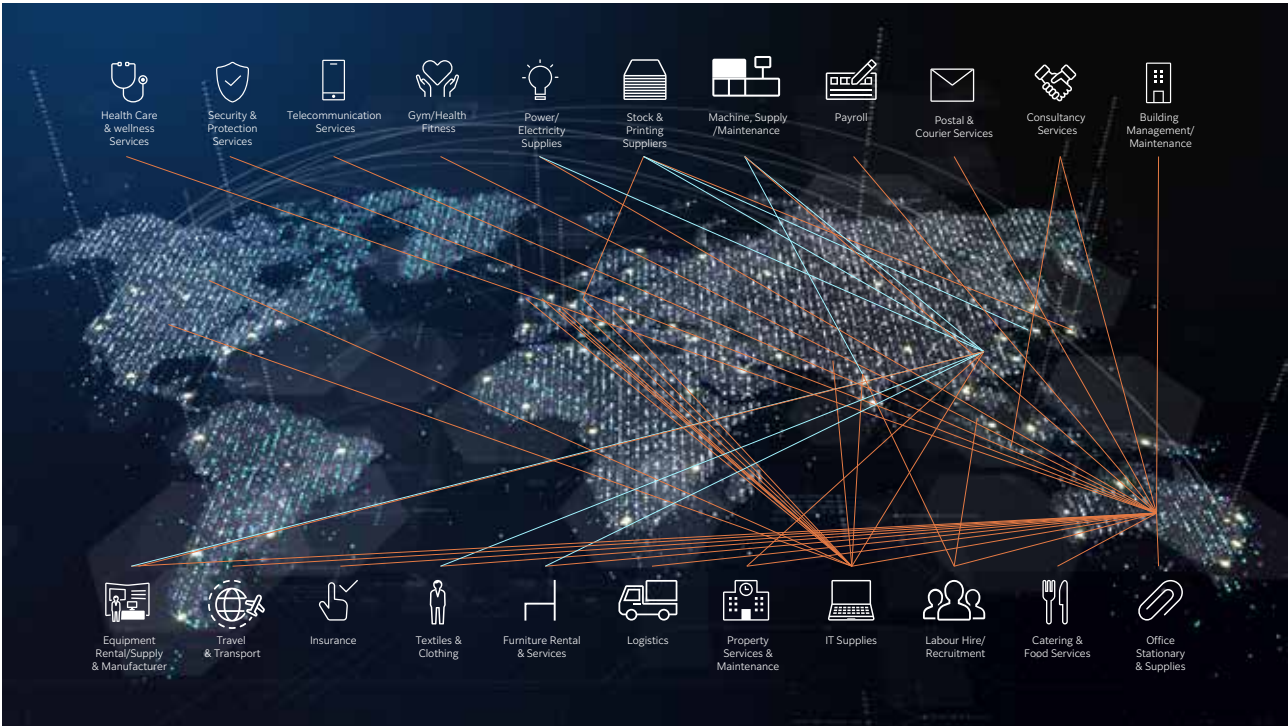 Health Care
& wellness
Services
Security &
Protection
Services
Telecommunication
Services
Gym/Health
Fitness
Power/
Electricity
Supplies
Stock &
Printing
Suppliers
Machine, Supply
/Maintenance
Payroll
Postal &
Courier Services
Consultancy
Services
Building
Management/
Maintenance
Equipment
Rental/Supply
& Manufacturer
Travel
& Transport
Insurance
Textiles &
Clothing
Furniture Rental
& Services
Logistics
Property
Services &
Maintenance
IT Supplies
Labour Hire/
Recruitment
Catering &
Food Services
Office
Stationary
& Supplies